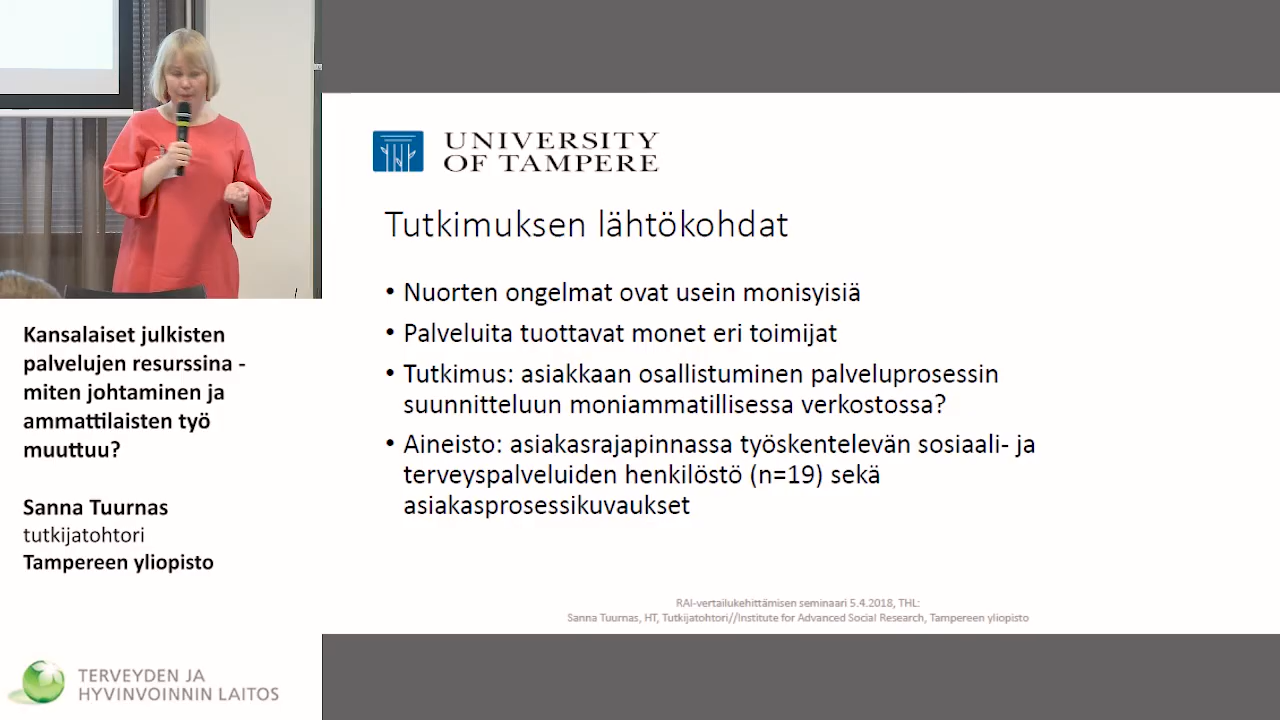 Kansalaiset julkisten
palvelujen resurssina -
miten johtaminen ja
ammattilaisten työ
muuttuu?
Sanna Tuurnas
tutkijatohtori
Tampereen yliopisto
TERVEYDEN JA
HYVINVOINNIN LAITOS
UNIVERSITY
OF TAMPERE
Tutkimuksen lähtökohdat
• Nuorten ongelmat ovat usein monisyisiä
• Palveluita tuottavat monet eri toimijat
• Tutkimus: asiakkaan osallistuminen palveluprosessin
suunnitteluun moniammatillisessa verkostossa?
• Aineisto: asiakasrajapinnassa työskentelevän sosiaali- ja
terveyspalveluiden henkilöstö (n=19) sekä
asiakasprosessikuvaukset
RAI-vertailukehittämisen seminaari 5.4.2018, THL:
Sanna Tuurnas, HT, Tutkijatohtori//Institute for Advanced Social Research, Tampereen yliopisto